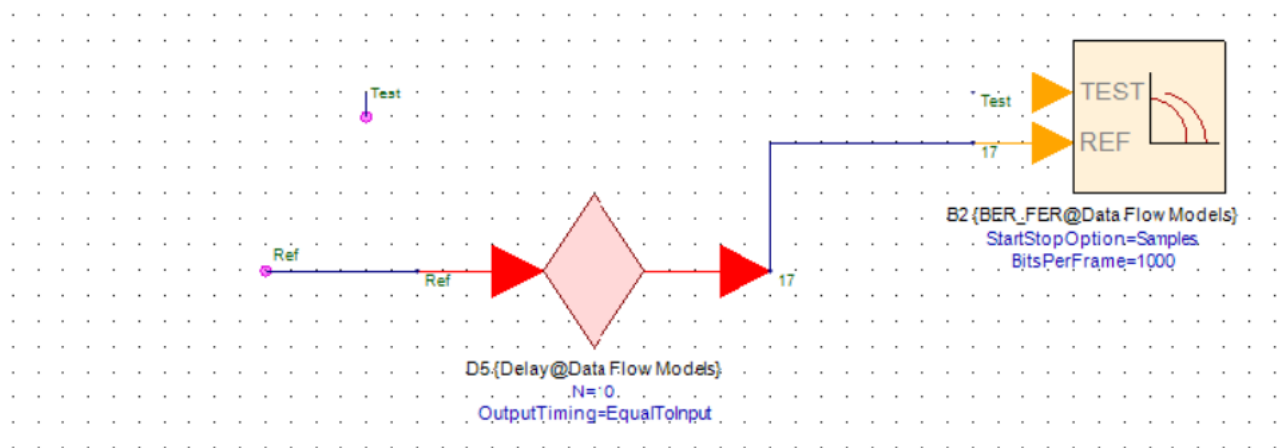 Test
Test
TEST
17
REF
B2 {BER_FER@Data Flow Models}
StartStopOption=Samples
BitsPerFrame=1000
Ref
Ref
17
D5 {Delay@Data Flow Models}
OutputTiming=EqualToInput